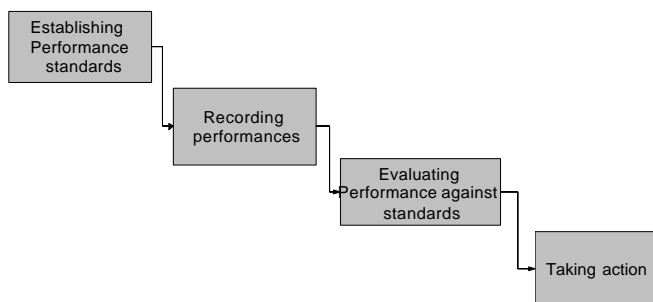 Establishing
Performance
standards
Recording
performances
Evaluating
Performance against
standards
Taking action